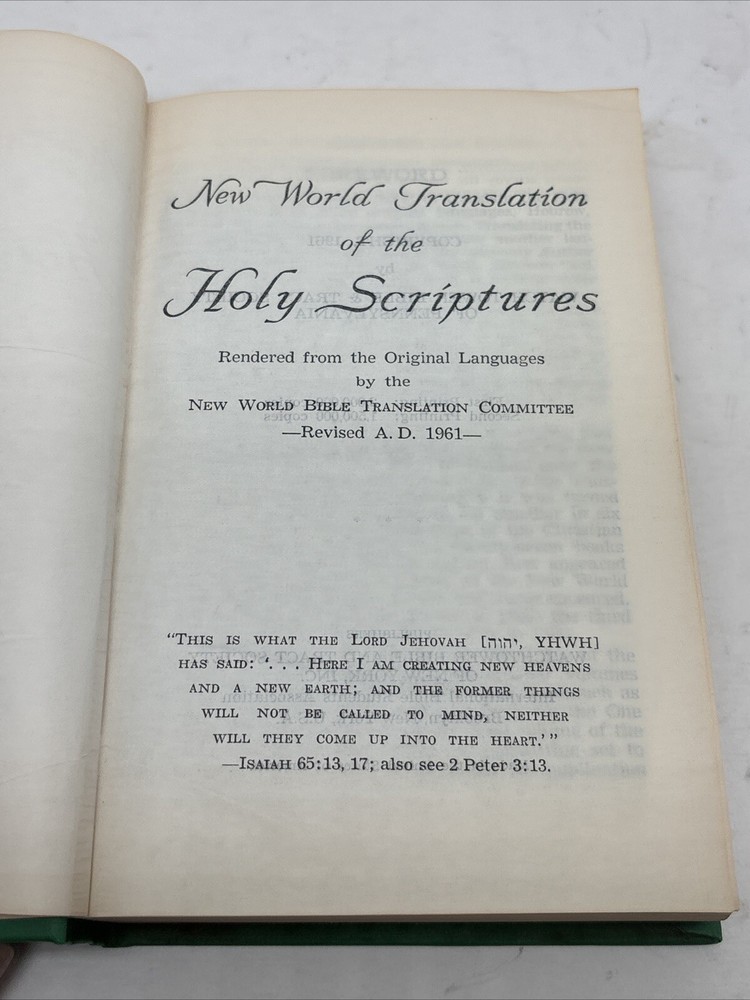 New World Translation
of the
Holy Scriptures
Rendered from the Original Languages
by the
NEW WORLD BIBLE TRANSLATION COMMITTEE
—Revised A. D. 1961—
"THIS IS WHAT THE LORD JEHOVAH [יהוה, YHWH]
HAS SAID: '. . . HERE I AM CREATING NEW HEAVENS
AND A NEW EARTH; AND THE FORMER THINGS
WILL NOT BE CALLED TO MIND, NEITHER
WILL THEY COME UP INTO THE HEART.' "
—ISAIAH 65:13, 17; also see 2 Peter 3:13.